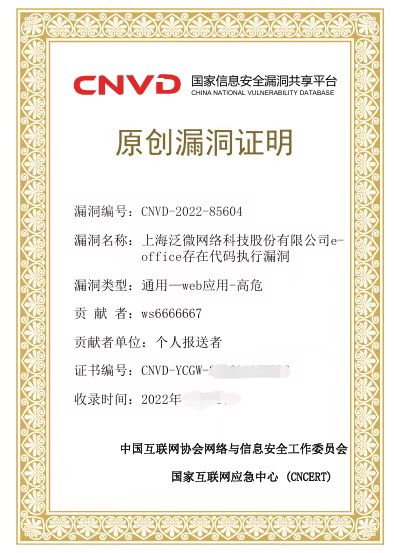 CNVD 国家信息安全漏洞共享平台
CHINA NATIONAL VULNERABILITY DATABASE
原创漏洞证明
漏洞编号：CNVD-2022-85604
漏洞名称：上海泛微网络科技股份有限公司e-
office存在代码执行漏洞
漏洞类型：通用—web应用-高危
贡 献 者：ws6666667
贡献者单位：个人报送者
证书编号：CNVD-YCGW-
收录时间：2022年
中国互联网协会网络与信息安全工作委员会
国家互联网应急中心 (CNCERT)